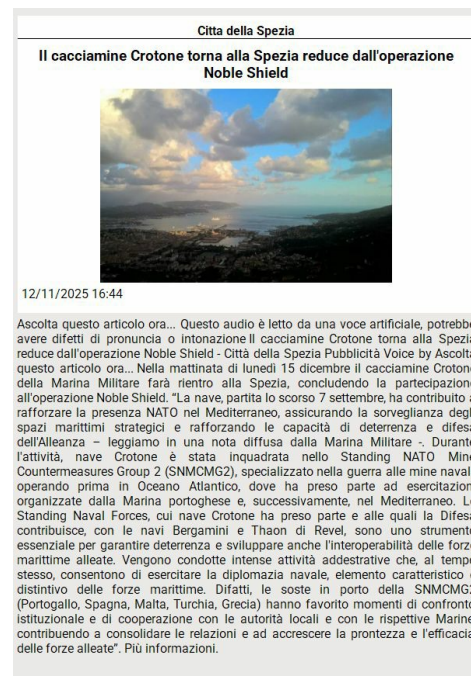 Citta della Spezia
Il cacciamine Crotone torna alla Spezia reduce dall'operazione
Noble Shield
12/11/2025 16:44
Ascolta questo articolo ora... Questo audio è letto da una voce artificiale, potrebbe
avere difetti di pronuncia o intonazione Il cacciamine Crotone torna alla Spezia
reduce dall'operazione Noble Shield - Città della Spezia Pubblicità Voice by Ascolta
questo articolo ora... Nella mattinata di lunedì 15 dicembre il cacciamine Crotone
della Marina Militare farà rientro alla Spezia, concludendo la partecipazione
all'operazione Noble Shield. “La nave, partita lo scorso 7 settembre, ha contribuito a
rafforzare la presenza NATO nel Mediterraneo, assicurando la sorveglianza degli
spazi marittimi strategici e rafforzando le capacità di deterrenza e difesa
dell'Alleanza – leggiamo in una nota diffusa dalla Marina Militare -. Durante
l'attività, nave Crotone è stata inquadrata nello Standing NATO Mine
Countermeasures Group 2 (SNMCMG2), specializzato nella guerra alle mine navali
operando prima in Oceano Atlantico, dove ha preso parte ad esercitazioni
organizzate dalla Marina portoghese e, successivamente, nel Mediterraneo. Le
Standing Naval Forces, cui nave Crotone ha preso parte e alle quali la Difesa
contribuisce, con le navi Bergamini e Thaon di Revel, sono uno strumento
essenziale per garantire deterrenza e sviluppare anche l'interoperabilità delle forze
marittime alleate. Vengono condotte intense attività addestrative che, al tempo
stesso, consentono di esercitare la diplomazia navale, elemento caratteristico e
distintivo delle forze marittime. Difatti, le soste in porto della SNMCMG2
(Portogallo, Spagna, Malta, Turchia, Grecia) hanno favorito momenti di confronto
istituzionale e di cooperazione con le autorità locali e con le rispettive Marine
contribuendo a consolidare le relazioni e ad accrescere la prontezza e l'efficacia
delle forze alleate”. Più informazioni.